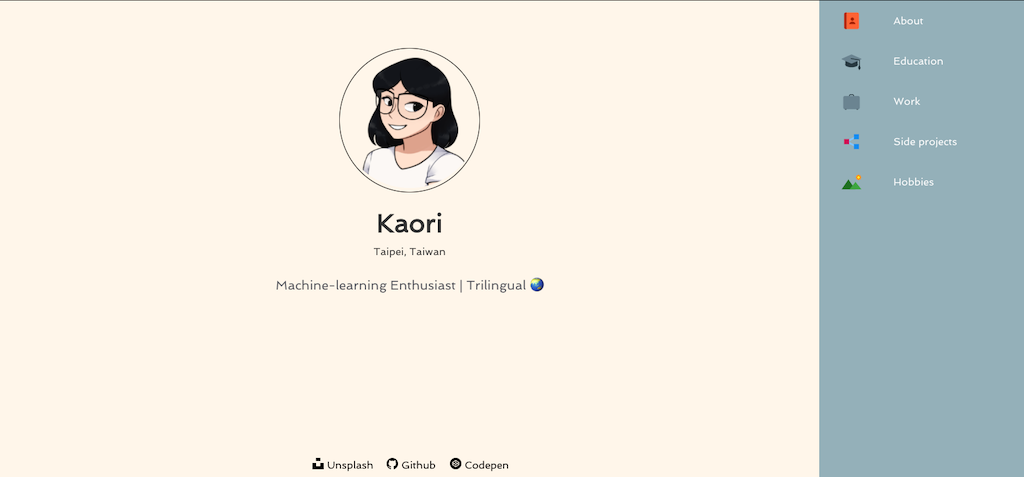 Kaori
Taipei, Taiwan
Machine-learning Enthusiast | Trilingual 🌏
Unsplash Github Codepen
About
Education
Work
Side projects
Hobbies